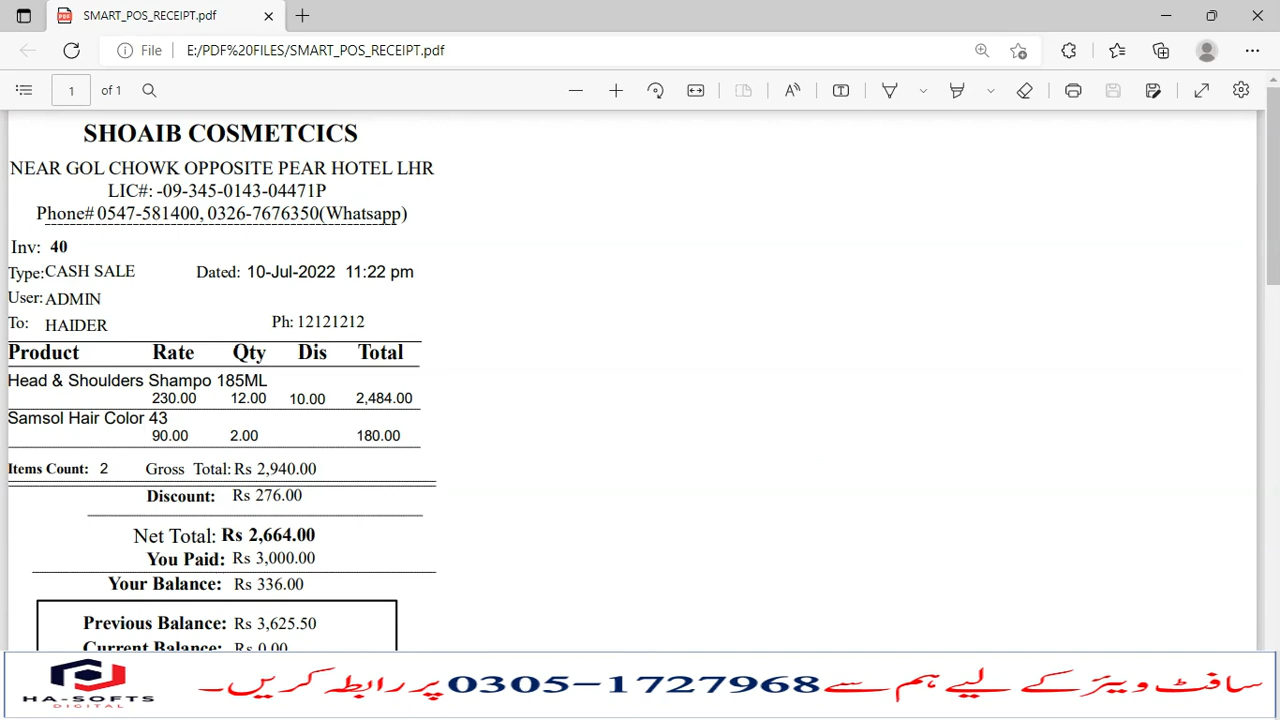 SMART_POS_RECEIPT.pdf
File E:/PDF%20FILES/SMART_POS_RECEIPT.pdf
1 of 1
SHOAIB COSMETCICS
NEAR GOL CHOWK OPPOSITE PEAR HOTEL LHR
LIC#: -09-345-0143-04471P
Phone# 0547-581400, 0326-7676350(Whatsapp)
Inv: 40
Type: CASH SALE Dated: 10-Jul-2022 11:22 pm
User: ADMIN
To: HAIDER Ph: 12121212
Product Rate Qty Dis Total
Head & Shoulders Shampo 185ML
230.00 12.00 10.00 2,484.00
Samsol Hair Color 43
90.00 2.00 180.00
Items Count: 2 Gross Total: Rs 2,940.00
Discount: Rs 276.00
Net Total: Rs 2,664.00
You Paid: Rs 3,000.00
Your Balance: Rs 336.00
Previous Balance: Rs 3,625.50
Current Balance: Rs 0.00
HA-SOFTS
DIGITAL
سافٹ ویئر کے لیے ہم سے 0305-1727968 پر رابطہ کریں۔